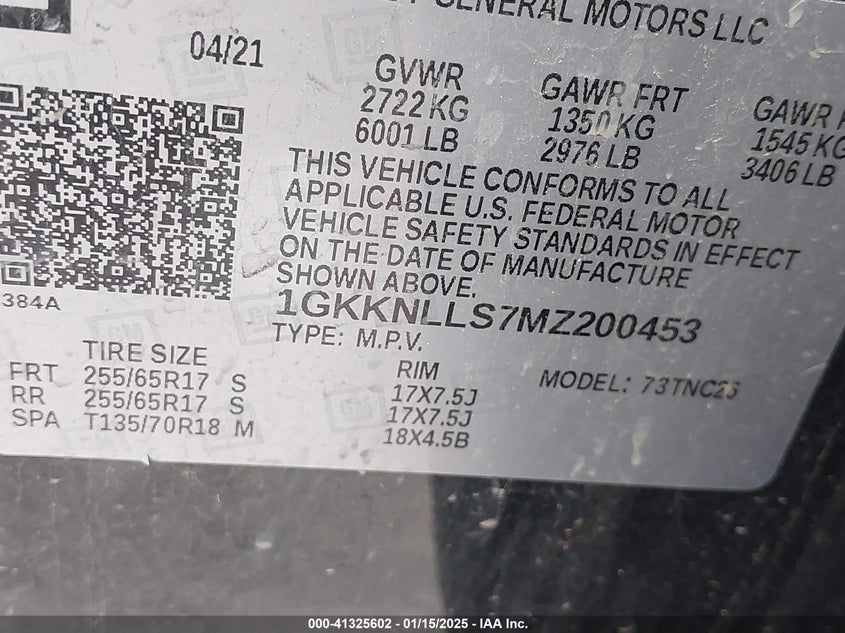 GENERAL MOTORS LLC
04/21
GVWR
2722 KG
6001 LB
GAWR FRT
1350 KG
2976 LB
GAWR
1545 KG
3406 LB
THIS VEHICLE CONFORMS TO ALL
APPLICABLE U.S. FEDERAL MOTOR
VEHICLE SAFETY STANDARDS IN EFFECT
ON THE DATE OF MANUFACTURE
SHOWN ABOVE.
384A
1GKKNLLS7MZ200453
TYPE: M.P.V.
MODEL: 73TNC26
TIRE SIZE RIM
FRT 255/65R17 S 17X7.5J
RR 255/65R17 S 17X7.5J
SPA T135/70R18 M 18X4.5B
000-41325602 - 01/15/2025 - IAA Inc.